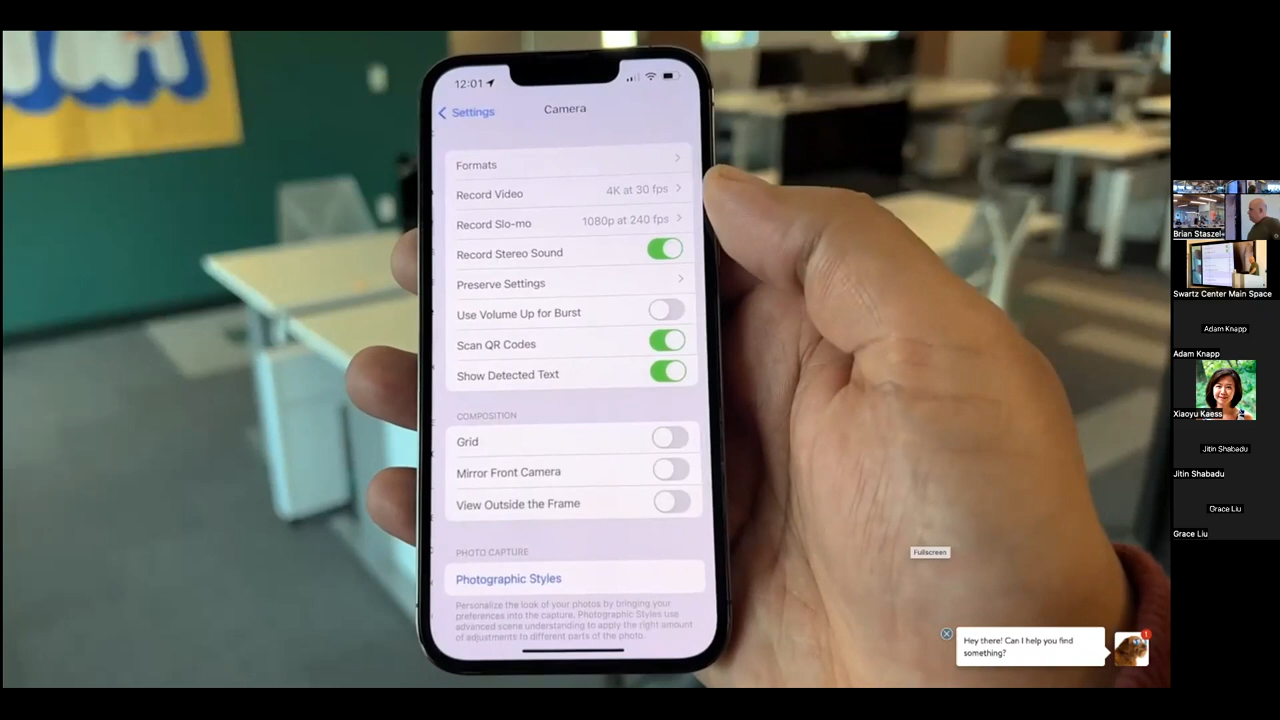 12:01
Settings
Camera
Formats
Record Video
4K at 30 fps
Record Slo-mo
1080p at 240 fps
Record Stereo Sound
Preserve Settings
Use Volume Up for Burst
Scan QR Codes
Show Detected Text
COMPOSITION
Grid
Mirror Front Camera
View Outside the Frame
PHOTO CAPTURE
Photographic Styles
Personalize the look of your photos by bringing your
preferences into the capture. Photographic Styles use
advanced scene understanding to apply the right amount
of adjustments to different parts of the photo.
Fullscreen
Hey there! Can I help you find
something?
1
Brian Staszel
Swartz Center Main Space
Adam Knapp
Adam Knapp
Xiaoyu Kaess
Jitin Shabadu
Jitin Shabadu
Grace Liu
Grace Liu